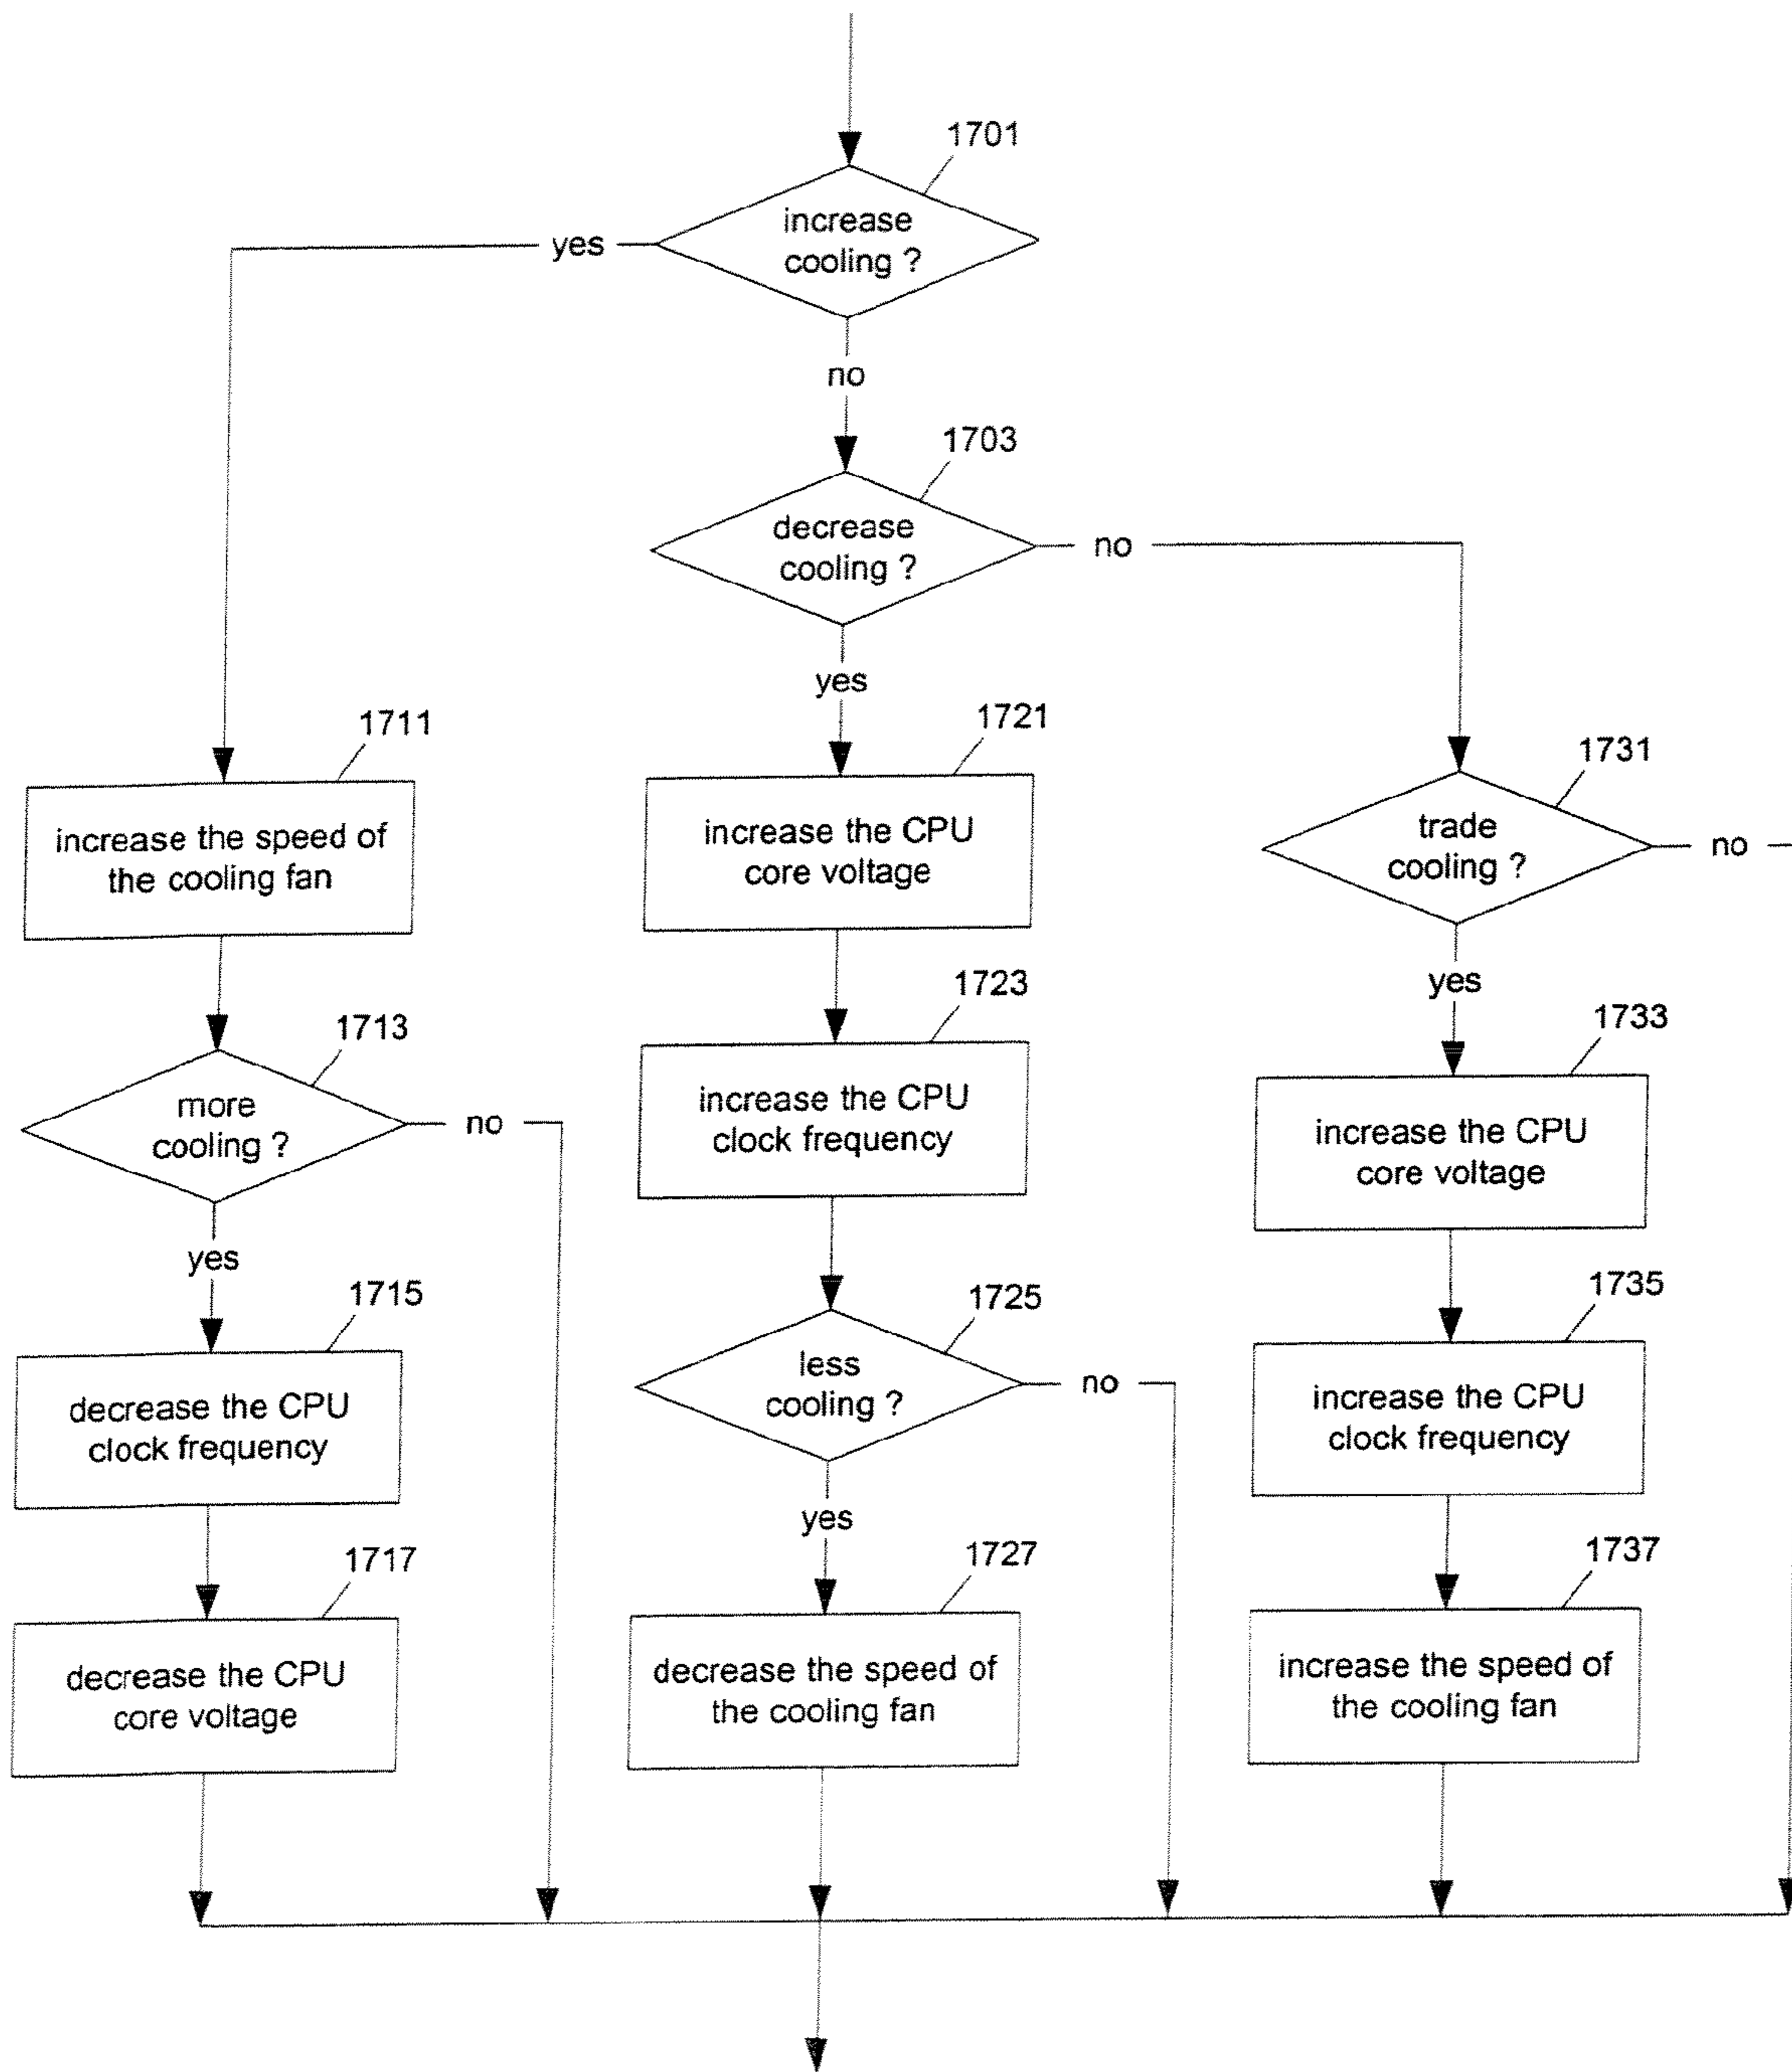 1701
increase
cooling ?
yes
no
1703
decrease
cooling ?
no
yes
1711
increase the speed of
the cooling fan
1721
increase the CPU
core voltage
1731
trade
cooling ?
no
yes
1713
more
cooling ?
no
yes
1723
increase the CPU
clock frequency
1733
increase the CPU
core voltage
1715
decrease the CPU
clock frequency
1725
less
cooling ?
no
yes
1735
increase the CPU
clock frequency
1717
decrease the CPU
core voltage
1727
decrease the speed of
the cooling fan
1737
increase the speed of
the cooling fan